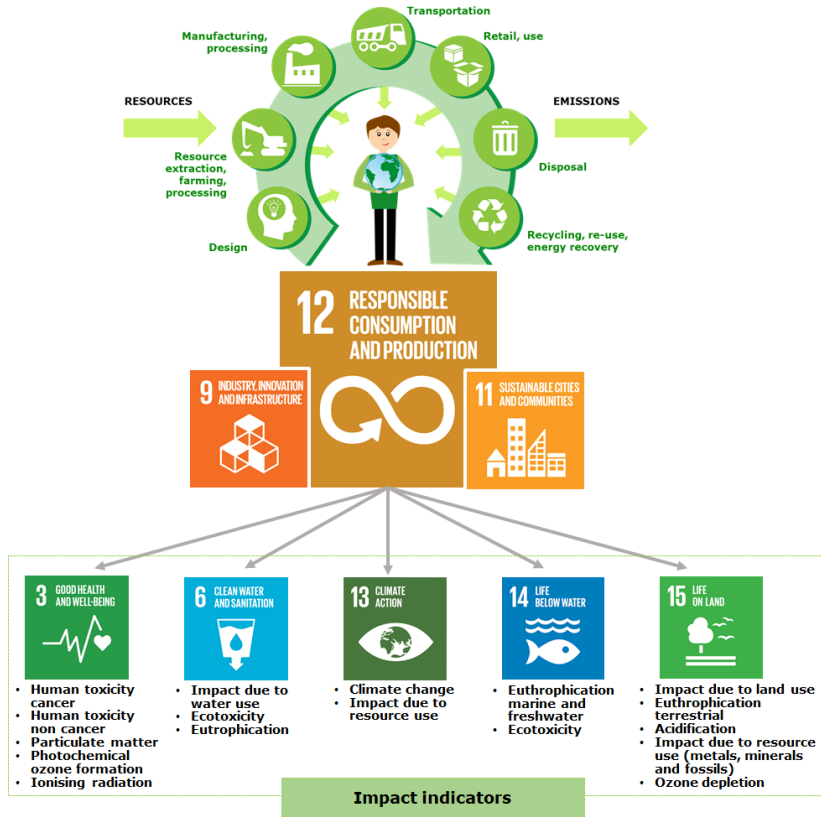 Transportation
Manufacturing,
processing
Retail, use
RESOURCES
EMISSIONS
Resource
extraction,
farming,
processing
Disposal
Design
Recycling, re-use,
energy recovery
12 RESPONSIBLE
CONSUMPTION
AND PRODUCTION
9 INDUSTRY, INNOVATION
AND INFRASTRUCTURE
11 SUSTAINABLE CITIES
AND COMMUNITIES
3 GOOD HEALTH
AND WELL-BEING
6 CLEAN WATER
AND SANITATION
13 CLIMATE
ACTION
14 LIFE
BELOW WATER
15 LIFE
ON LAND
• Human toxicity
cancer
• Human toxicity
non cancer
• Particulate matter
• Photochemical
ozone formation
• Ionising radiation
• Impact due to
water use
• Ecotoxicity
• Eutrophication
• Climate change
• Impact due to
resource use
• Euthrophication
marine and
freshwater
• Ecotoxicity
• Impact due to land use
• Euthrophication
terrestrial
• Acidification
• Impact due to resource
use (metals, minerals
and fossils)
• Ozone depletion
Impact indicators